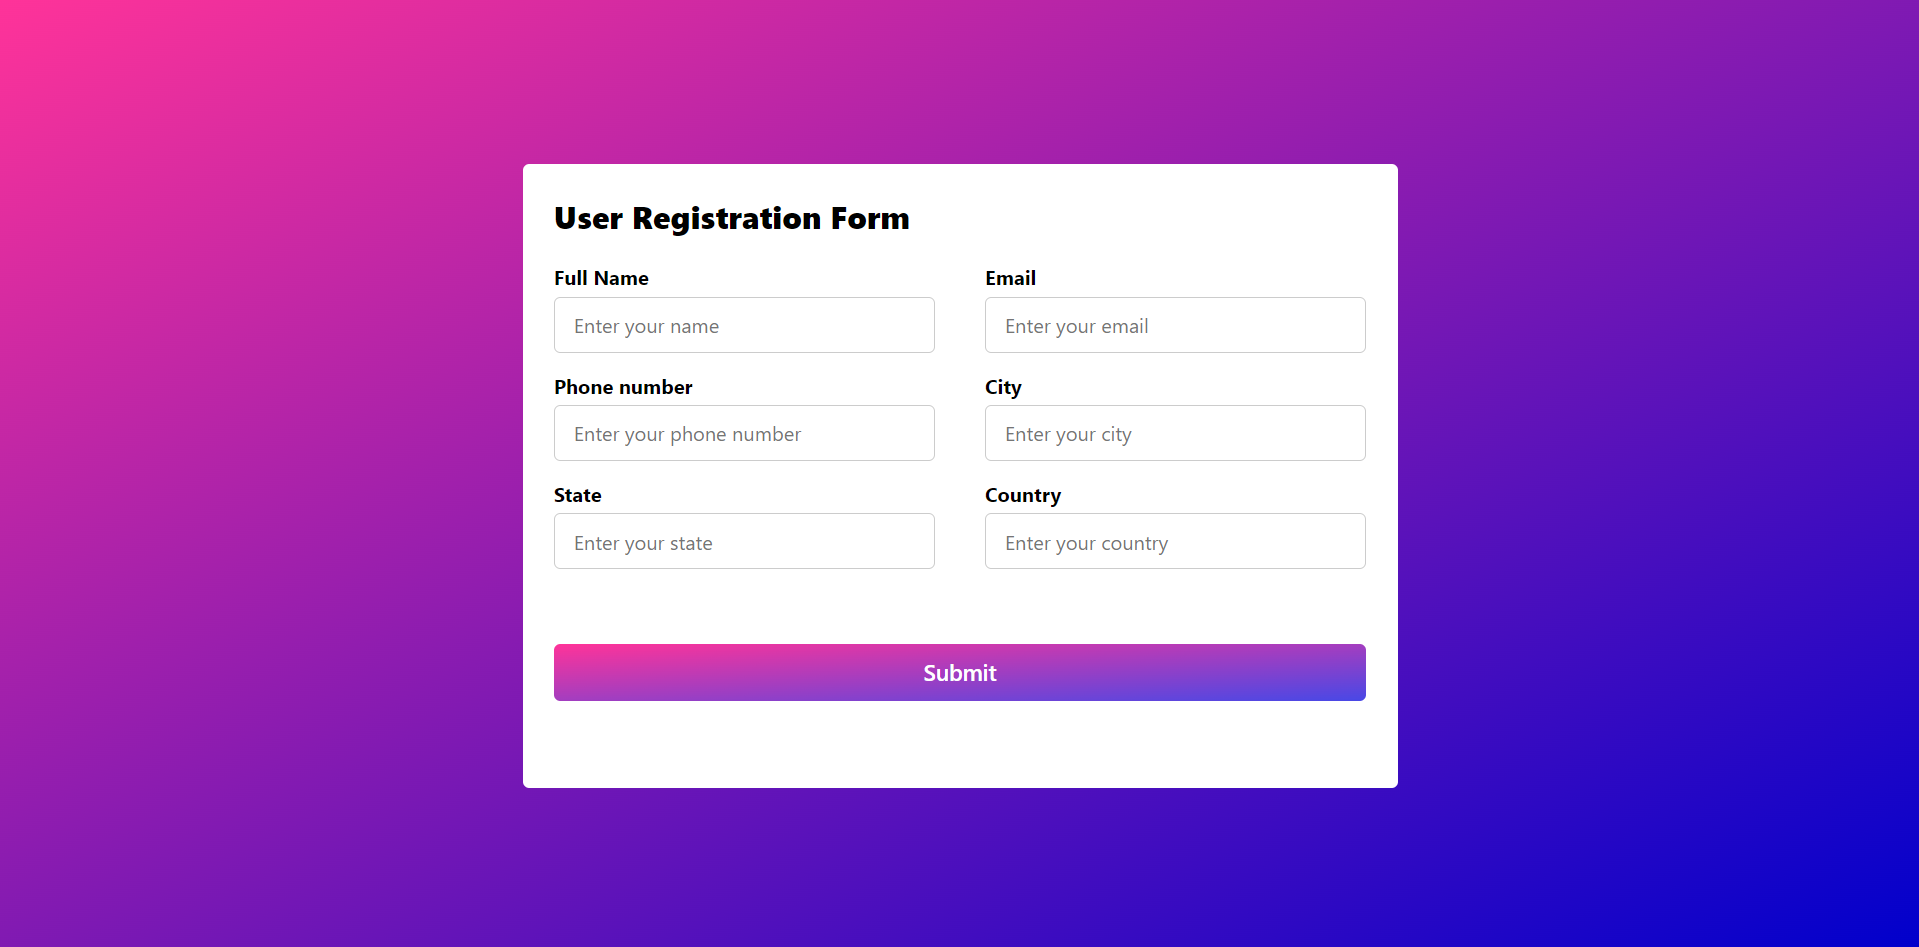 User Registration Form
Full Name
Email
Enter your name
Enter your email
Phone number
City
Enter your phone number
Enter your city
State
Country
Enter your state
Enter your country
Submit